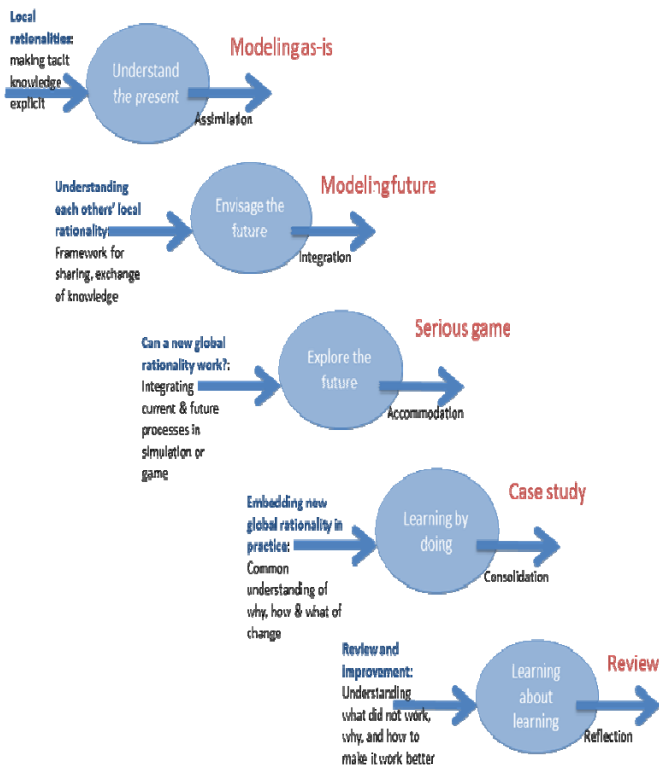 Local
rationalities:
making tacit
knowledge
explicit
Understand
the present
Modeling as-is
Assimilation
Understanding
each others' local
rationality:
Framework for
sharing, exchange
of knowledge
Envisage the
future
Modeling future
Integration
Can a new global
rationality work?:
Integrating
current & future
processes in
simulation or
game
Explore the
future
Serious game
Accommodation
Embedding new
global rationality in
practice:
Common
understanding of
why, how & what of
change
Learning by
doing
Case study
Consolidation
Review and
improvement:
Understanding
what did not work,
why, and how to
make it work better
Learning
about
learning
Review
Reflection